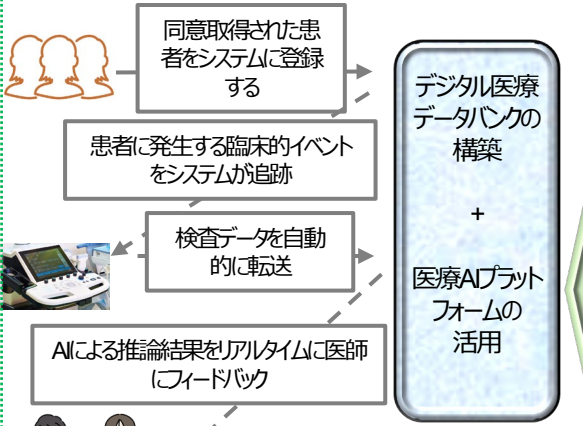 同意取得された患
者をシステムに登録
する
患者に発生する臨床的イベント
をシステムが追跡
検査データを自動
的に転送
AIによる推論結果をリアルタイムに医師
にフィードバック
デジタル医療
データバンクの
構築
+
医療AIプラット
フォームの
活用